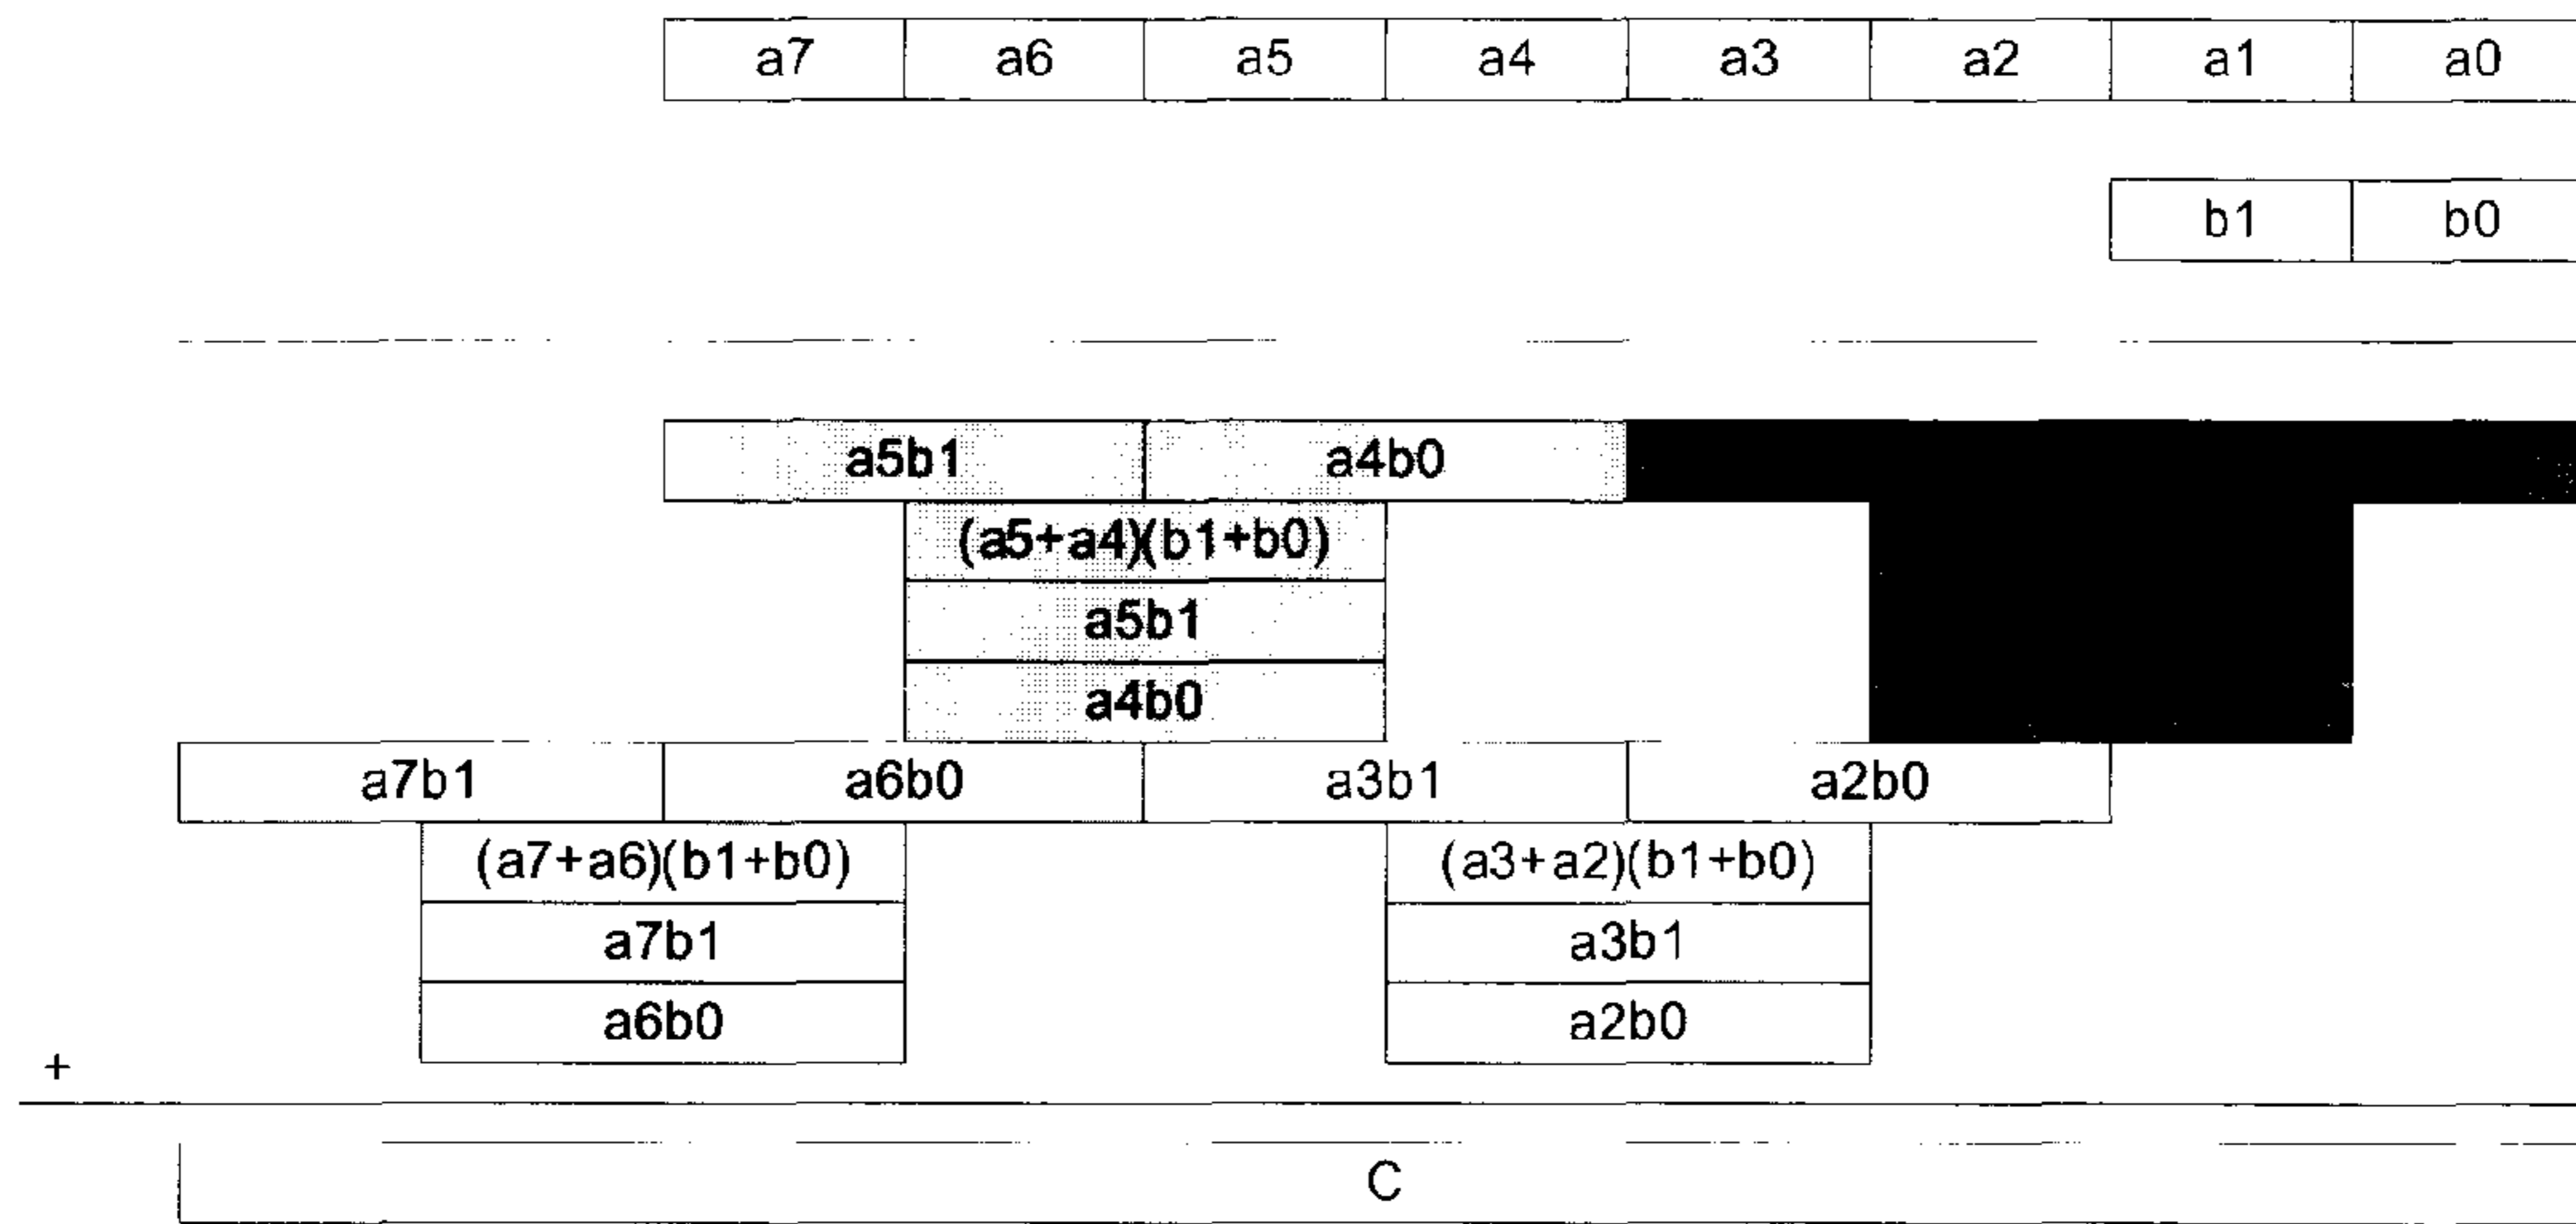 a7 a6 a5 a4 a3 a2 a1 a0
b1 b0
a5b1 a4b0
(a5+a4)(b1+b0)
a5b1
a4b0
a7b1 a6b0 a3b1 a2b0
(a7+a6)(b1+b0) (a3+a2)(b1+b0)
a7b1 a3b1
a6b0 a2b0
+
C